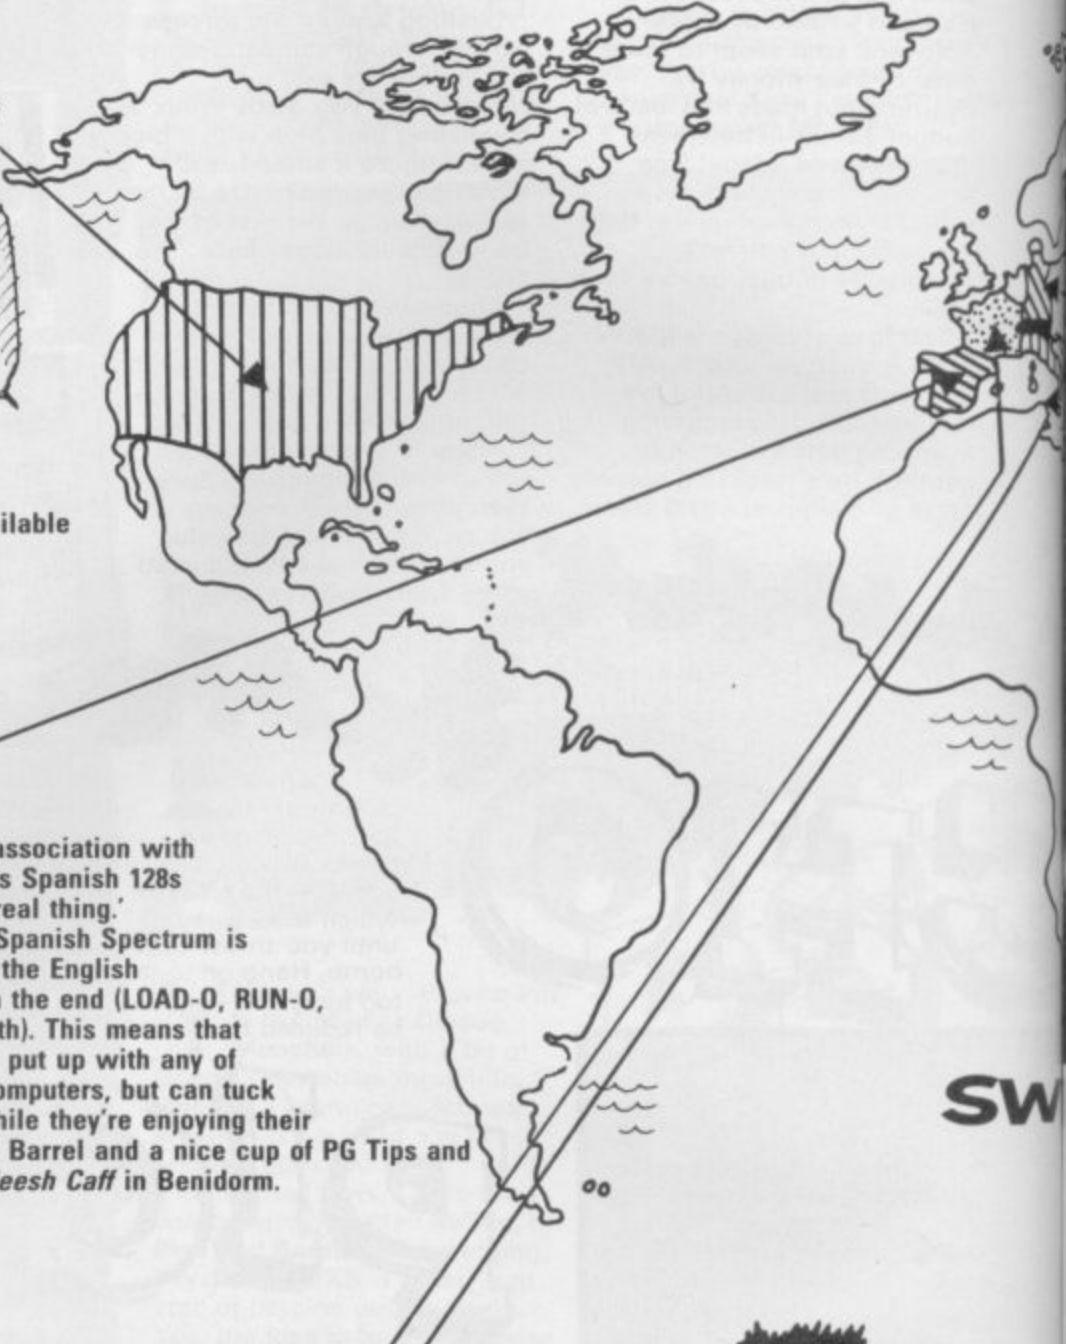 ilable
association with
s Spanish 128s
real thing.'
Spanish Spectrum is
the English
the end (LOAD-O, RUN-O,
th). This means that
put up with any of
omputers, but can tuck
hile they're enjoying their
Barrel and a nice cup of PG Tips and
eesh Caff in Benidorm.
SW